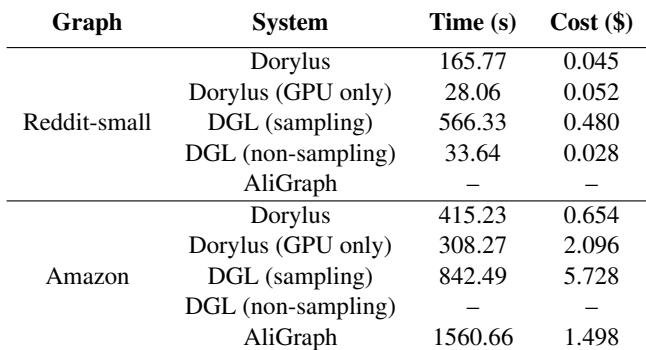 Graph System Time (s) Cost ($)
Dorylus 165.77 0.045
Dorylus (GPU only) 28.06 0.052
Reddit-small DGL (sampling) 566.33 0.480
DGL (non-sampling) 33.64 0.028
AliGraph – –
Dorylus 415.23 0.654
Dorylus (GPU only) 308.27 2.096
Amazon DGL (sampling) 842.49 5.728
DGL (non-sampling) – –
AliGraph 1560.66 1.498